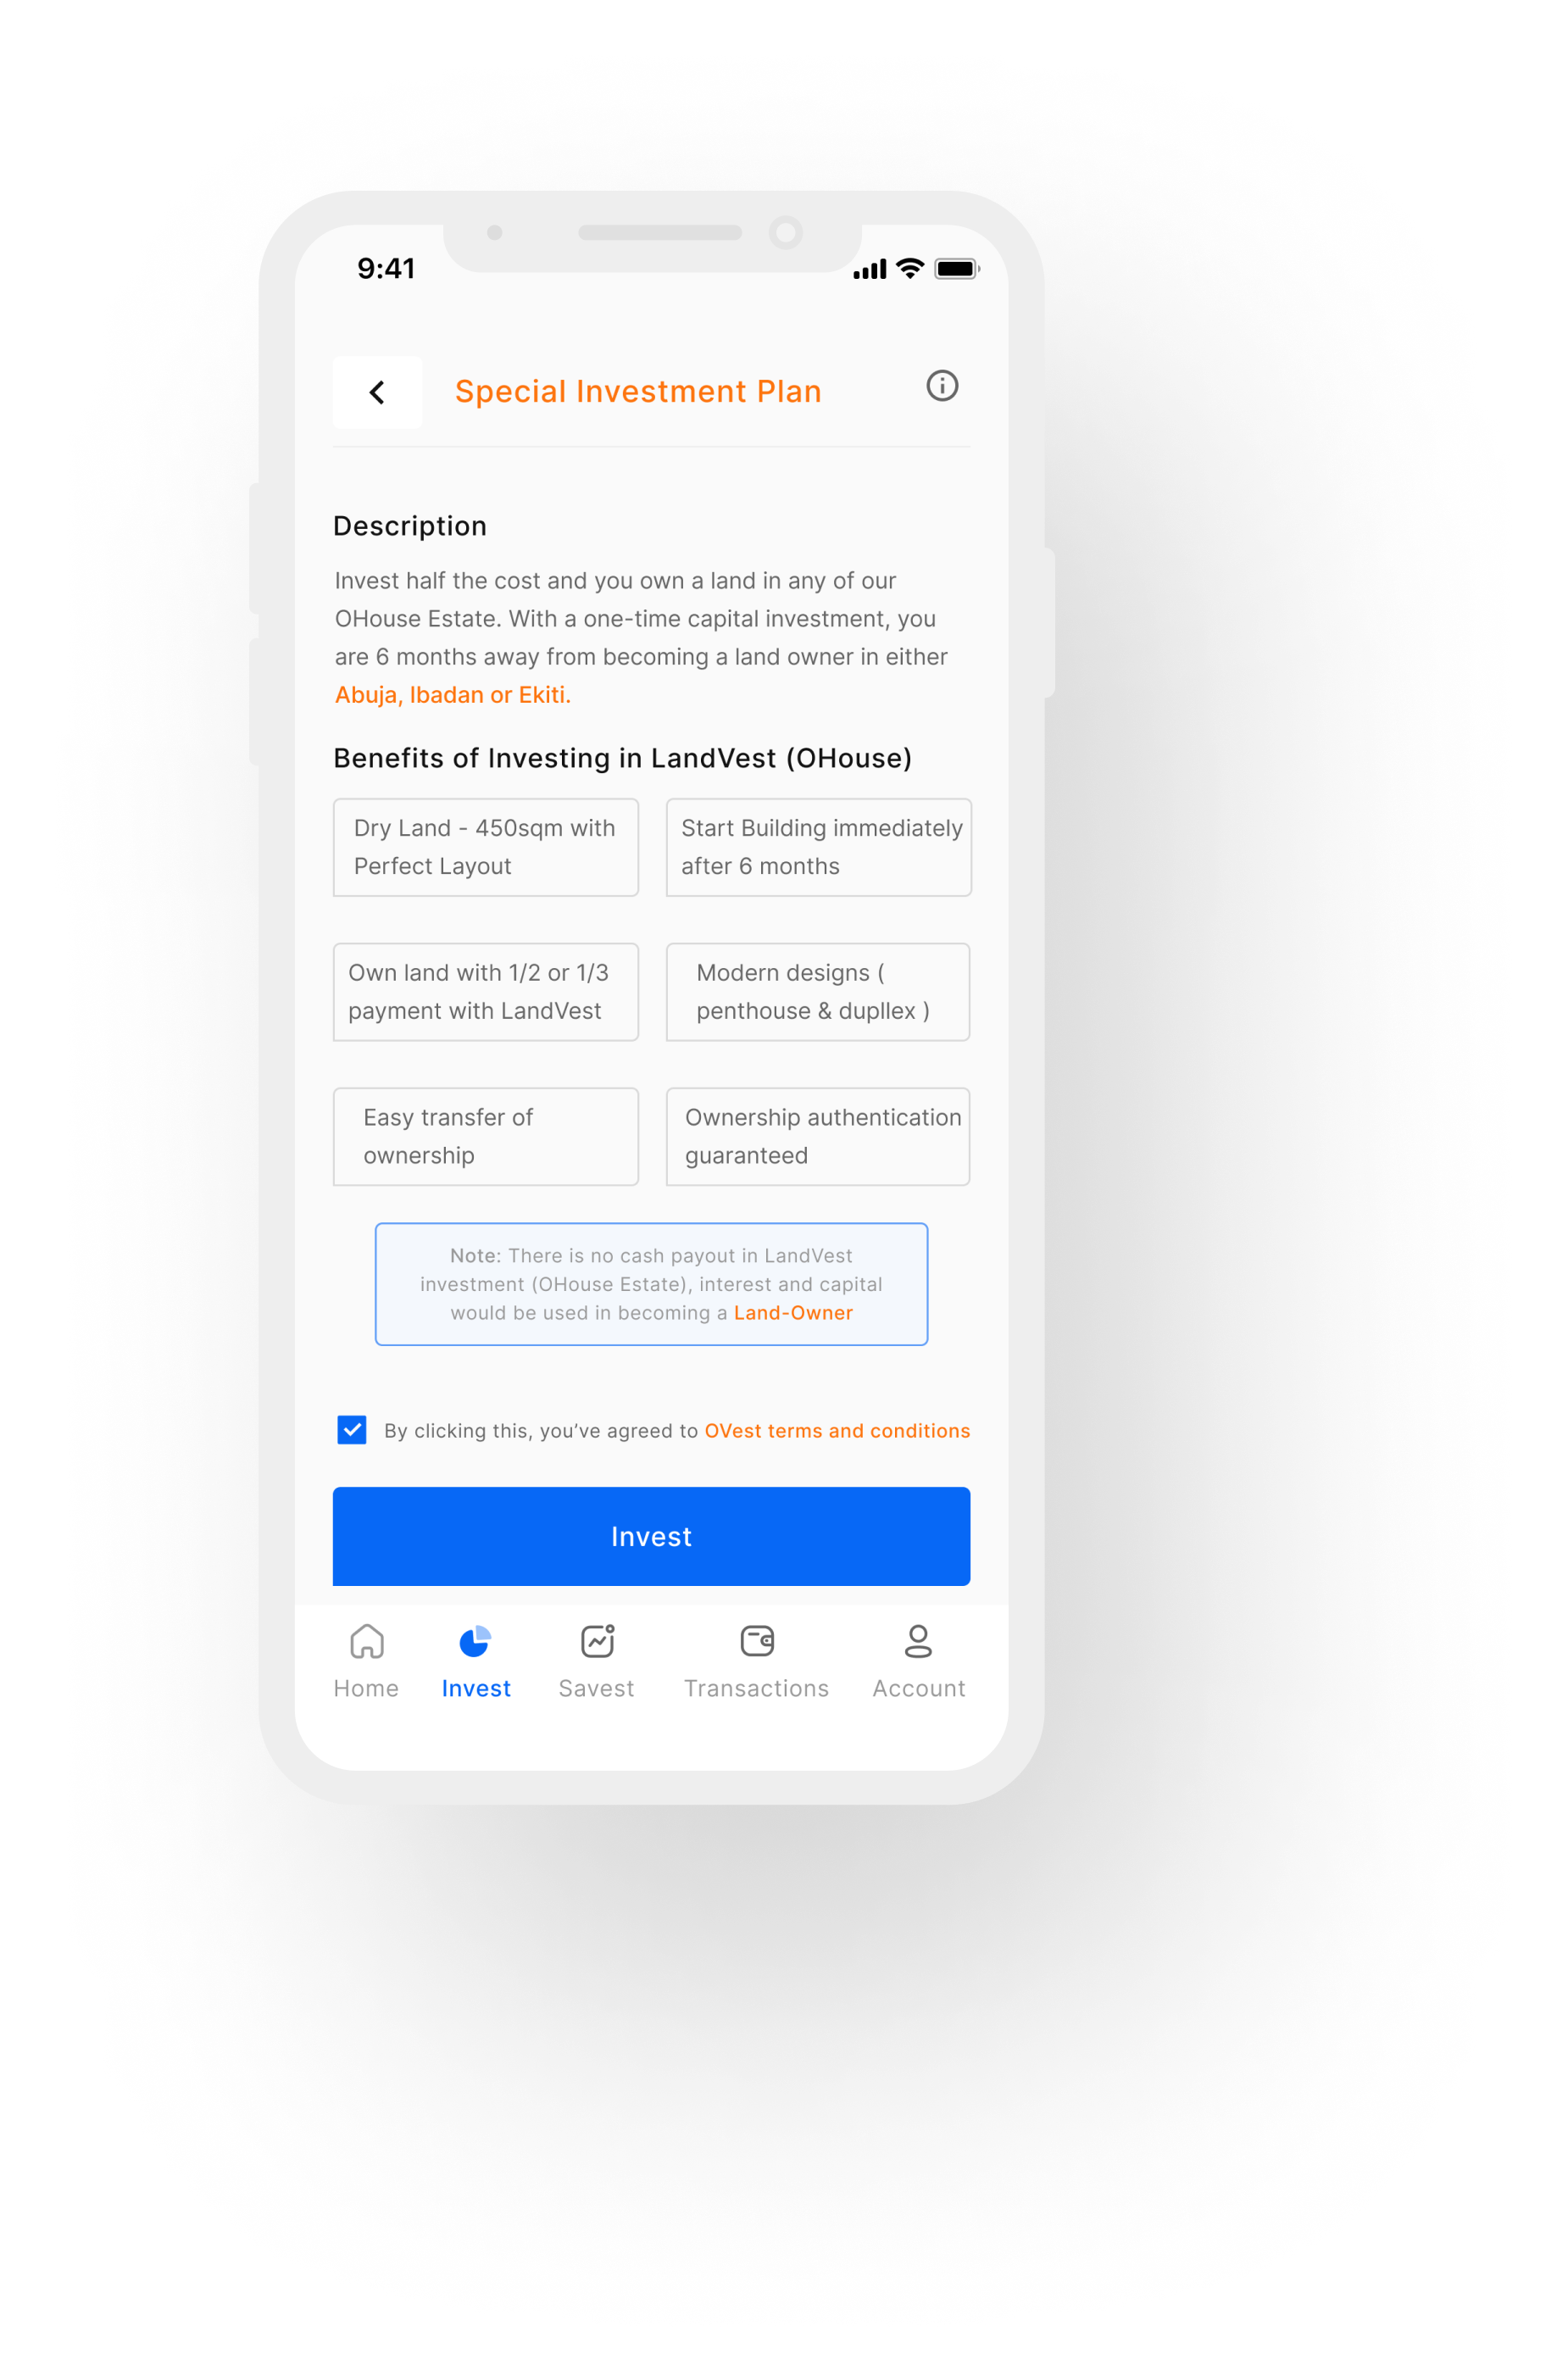 9:41
Special Investment Plan
Description
Invest half the cost and you own a land in any of our
OHouse Estate. With a one-time capital investment, you
are 6 months away from becoming a land owner in either
Abuja, Ibadan or Ekiti.
Benefits of Investing in LandVest (OHouse)
Dry Land - 450sqm with
Perfect Layout
Start Building immediately
after 6 months
Own land with 1/2 or 1/3
payment with LandVest
Modern designs (
penthouse & dupllex )
Easy transfer of
ownership
Ownership authentication
guaranteed
Note: There is no cash payout in LandVest
investment (OHouse Estate), interest and capital
would be used in becoming a Land-Owner
By clicking this, you’ve agreed to OVest terms and conditions
Invest
Home Invest Savest Transactions Account